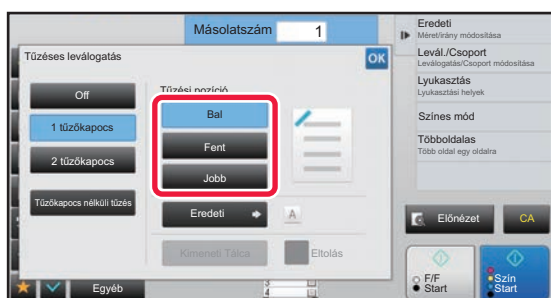 Másolatszám 1
Tűzéses leválogatás
OK
Off
1 tűzőkapocs
2 tűzőkapocs
Tűzőkapocs nélküli tűzés
Tűzési pozíció
Bal
Fent
Jobb
Eredeti
A
Kimeneti Tálca
Eltolás
Egyéb
Eredeti
Méret/irány módosítása
Levál./Csoport
Leválogatás/Csoport módosítása
Lyukasztás
Lyukasztási helyek
Színes mód
Többoldalas
Több oldal egy oldalra
Előnézet
CA
F/F
Start
Szín
Start